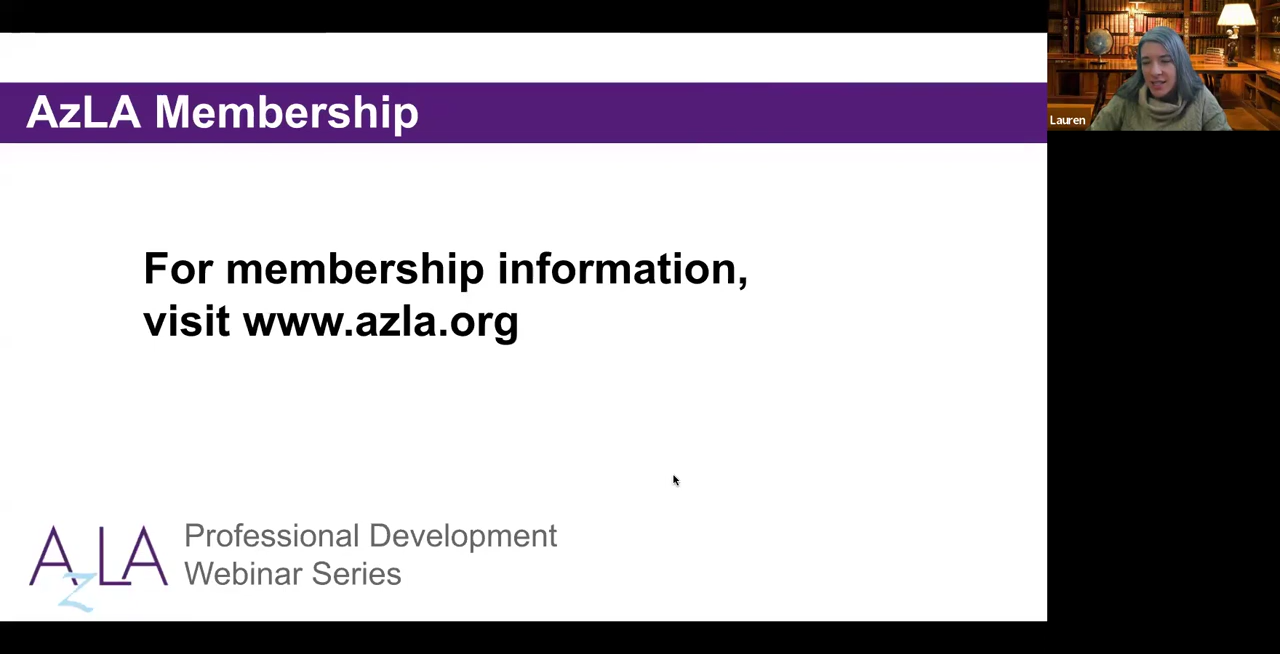 AzLA Membership
For membership information,
visit www.azla.org
AzLA
Professional Development
Webinar Series
Lauren